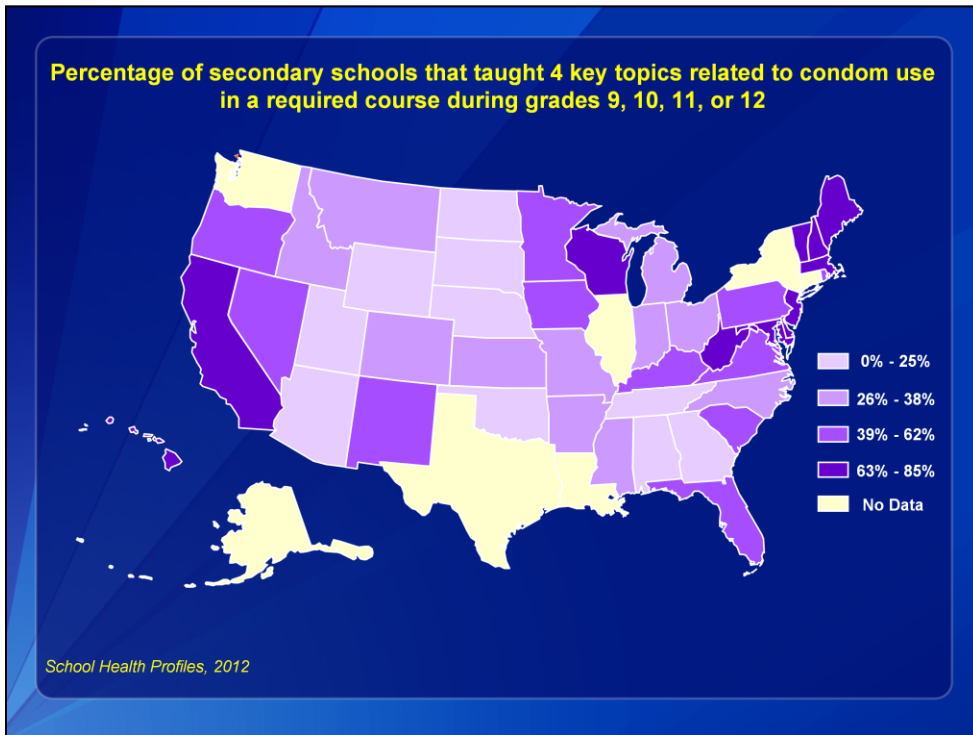 Percentage of secondary schools that taught 4 key topics related to condom use
in a required course during grades 9, 10, 11, or 12
0% - 25%
26% - 38%
39% - 62%
63% - 85%
No Data
School Health Profiles, 2012